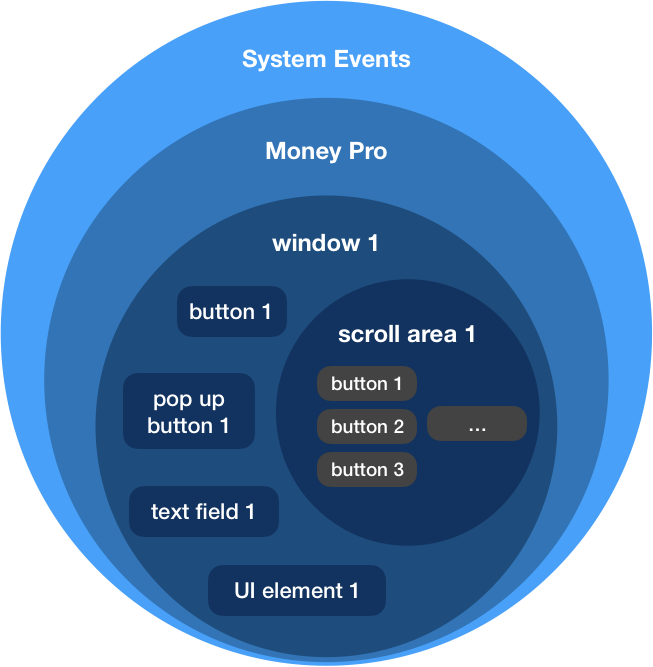 System Events
Money Pro
window 1
button 1
scroll area 1
button 1
pop up
button 1
button 2
...
button 3
text field 1
UI element 1